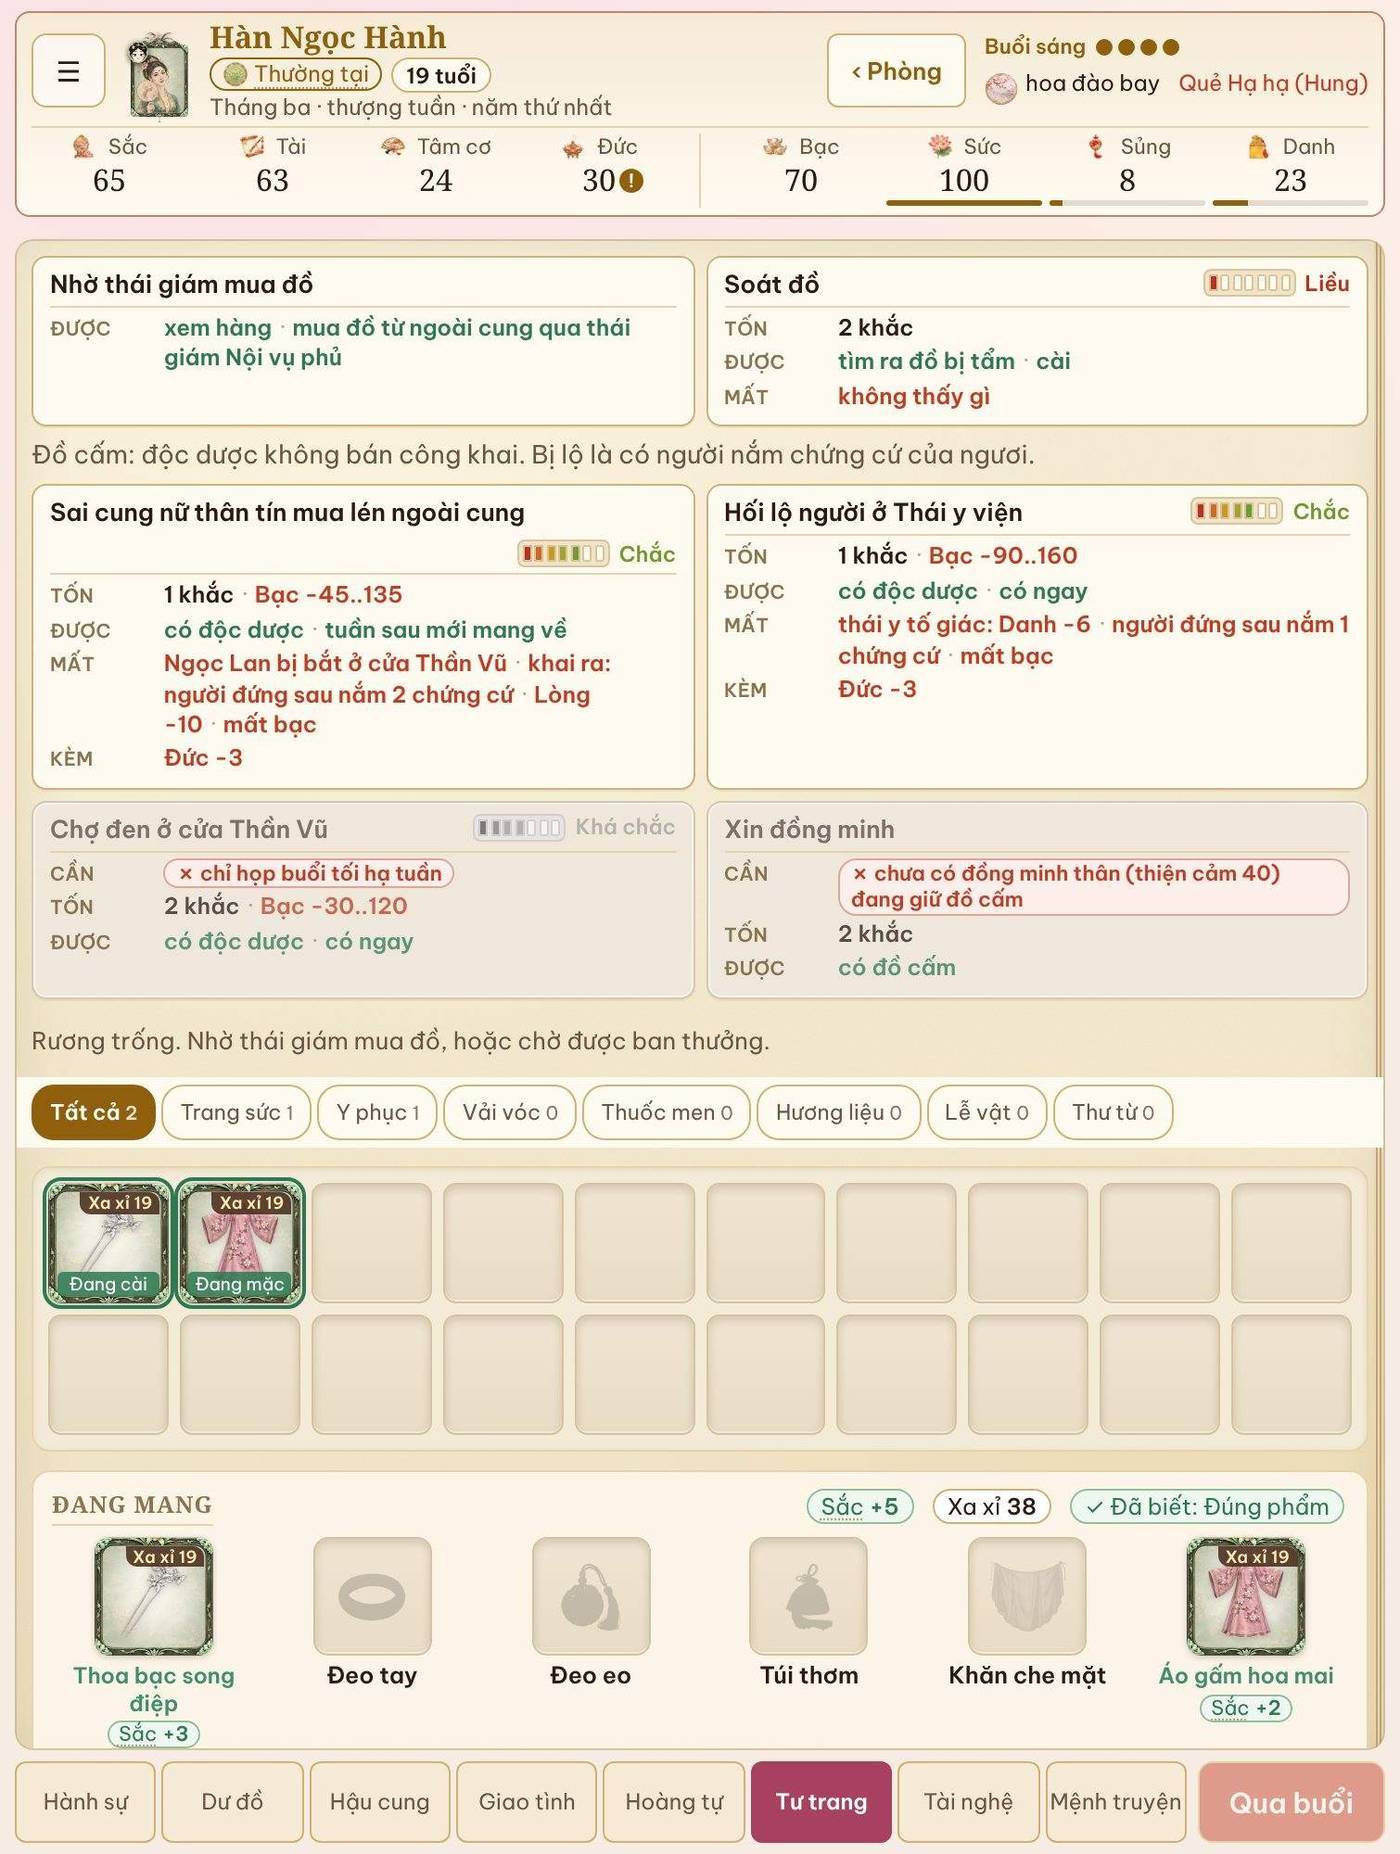 ☰
Hàn Ngọc Hành
Thường tại
19 tuổi
Tháng ba · thượng tuần · năm thứ nhất
‹ Phòng
Buổi sáng
hoa đào bay
Quẻ Hạ hạ (Hung)
Sắc
65
Tài
63
Tâm cơ
24
Đức
30 !
Bạc
70
Sức
100
Sủng
8
Danh
23
Nhờ thái giám mua đồ
ĐƯỢC xem hàng · mua đồ từ ngoài cung qua thái
giám Nội vụ phủ
Soát đồ Liều
TỐN 2 khắc
ĐƯỢC tìm ra đồ bị tẩm · cài
MẤT không thấy gì
Đồ cấm: độc dược không bán công khai. Bị lộ là có người nắm chứng cứ của ngươi.
Sai cung nữ thân tín mua lén ngoài cung
Chắc
TỐN 1 khắc · Bạc -45..135
ĐƯỢC có độc dược · tuần sau mới mang về
MẤT Ngọc Lan bị bắt ở cửa Thần Vũ · khai ra:
người đứng sau nắm 2 chứng cứ · Lòng
-10 · mất bạc
KÈM Đức -3
Hối lộ người ở Thái y viện Chắc
TỐN 1 khắc · Bạc -90..160
ĐƯỢC có độc dược · có ngay
MẤT thái y tố giác: Danh -6 · người đứng sau nắm 1
chứng cứ · mất bạc
KÈM Đức -3
Chợ đen ở cửa Thần Vũ Khá chắc
CẦN × chỉ họp buổi tối hạ tuần
TỐN 2 khắc · Bạc -30..120
ĐƯỢC có độc dược · có ngay
Xin đồng minh
CẦN × chưa có đồng minh thân (thiện cảm 40)
đang giữ đồ cấm
TỐN 2 khắc
ĐƯỢC có đồ cấm
Rương trống. Nhờ thái giám mua đồ, hoặc chờ được ban thưởng.
Tất cả 2
Trang sức 1
Y phục 1
Vải vóc 0
Thuốc men 0
Hương liệu 0
Lễ vật 0
Thư từ 0
Xa xỉ 19
Đang cài
Xa xỉ 19
Đang mặc
ĐANG MANG
Sắc +5
Xa xỉ 38
✓ Đã biết: Đúng phẩm
Xa xỉ 19
Thoa bạc song
điệp
Sắc +3
Đeo tay
Đeo eo
Túi thơm
Khăn che mặt
Xa xỉ 19
Áo gấm hoa mai
Sắc +2
Hành sự
Dư đồ
Hậu cung
Giao tình
Hoàng tự
Tư trang
Tài nghệ
Mệnh truyện
Qua buổi